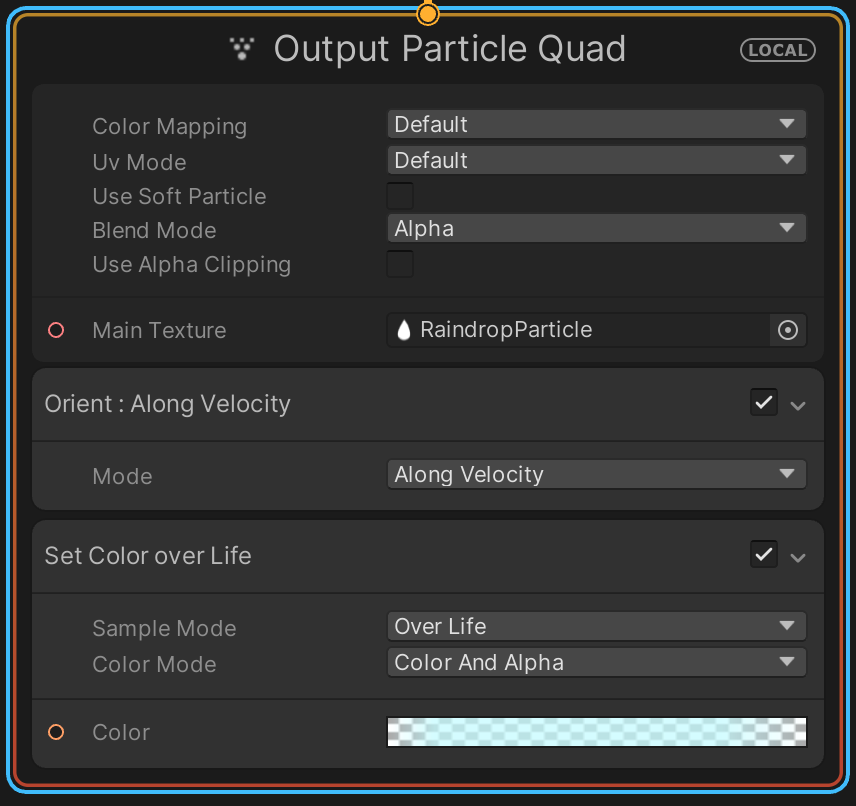 Output Particle Quad LOCAL
Color Mapping Default
Uv Mode Default
Use Soft Particle
Blend Mode Alpha
Use Alpha Clipping
Main Texture RaindropParticle
Orient : Along Velocity
Mode Along Velocity
Set Color over Life
Sample Mode Over Life
Color Mode Color And Alpha
Color